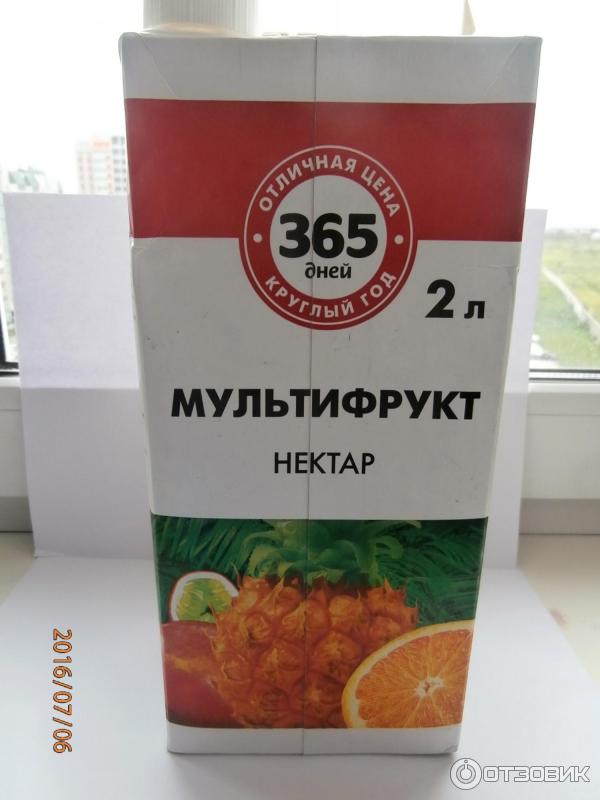 ОТЛИЧНАЯ ЦЕНА
365
дней
КРУГЛЫЙ ГОД
2 л
МУЛЬТИФРУКТ
НЕКТАР
2016/07/06
ОТЗОВИК